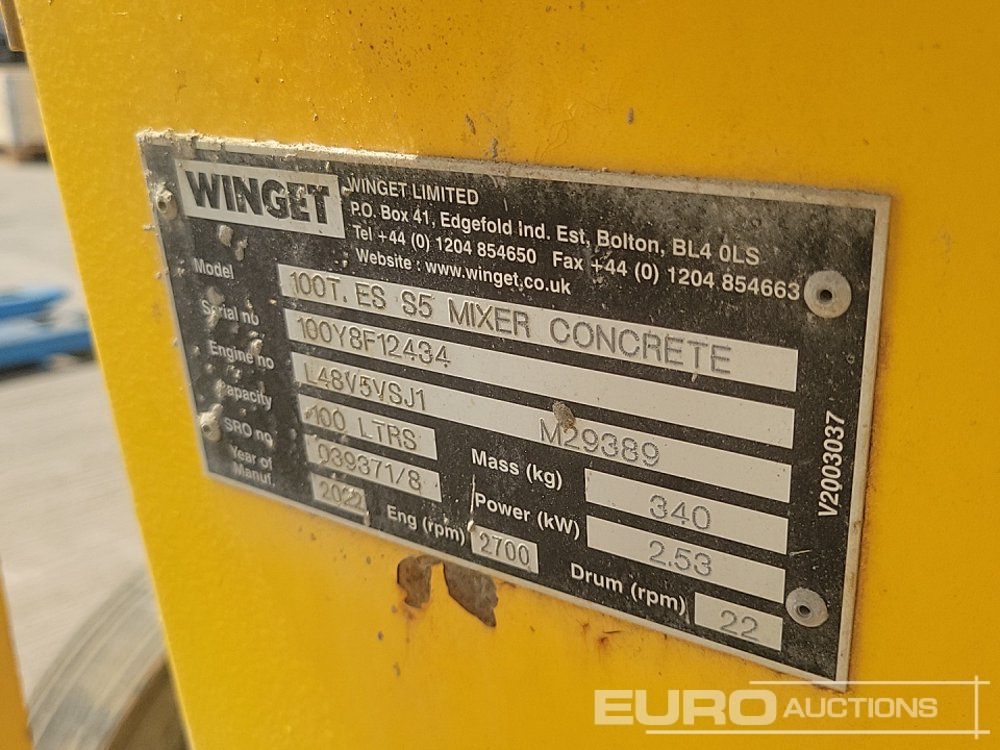 WINGET
WINGET LIMITED
P.O. Box 41, Edgefold Ind. Est, Bolton, BL4 0LS
Tel +44 (0) 1204 854650 Fax +44 (0) 1204 854663
Website : www.winget.co.uk
Model 100T. ES S5 MIXER CONCRETE
Serial no 100Y8F12434
Engine no L48V5VSJ1 M29389
Capacity 100 LTRS Mass (kg) 340
SRO no 039371/8 Power (kW) 2.53
Year of
Manuf. 2022 Eng (rpm) 2700 Drum (rpm) 22
V2003037
EURO AUCTIONS